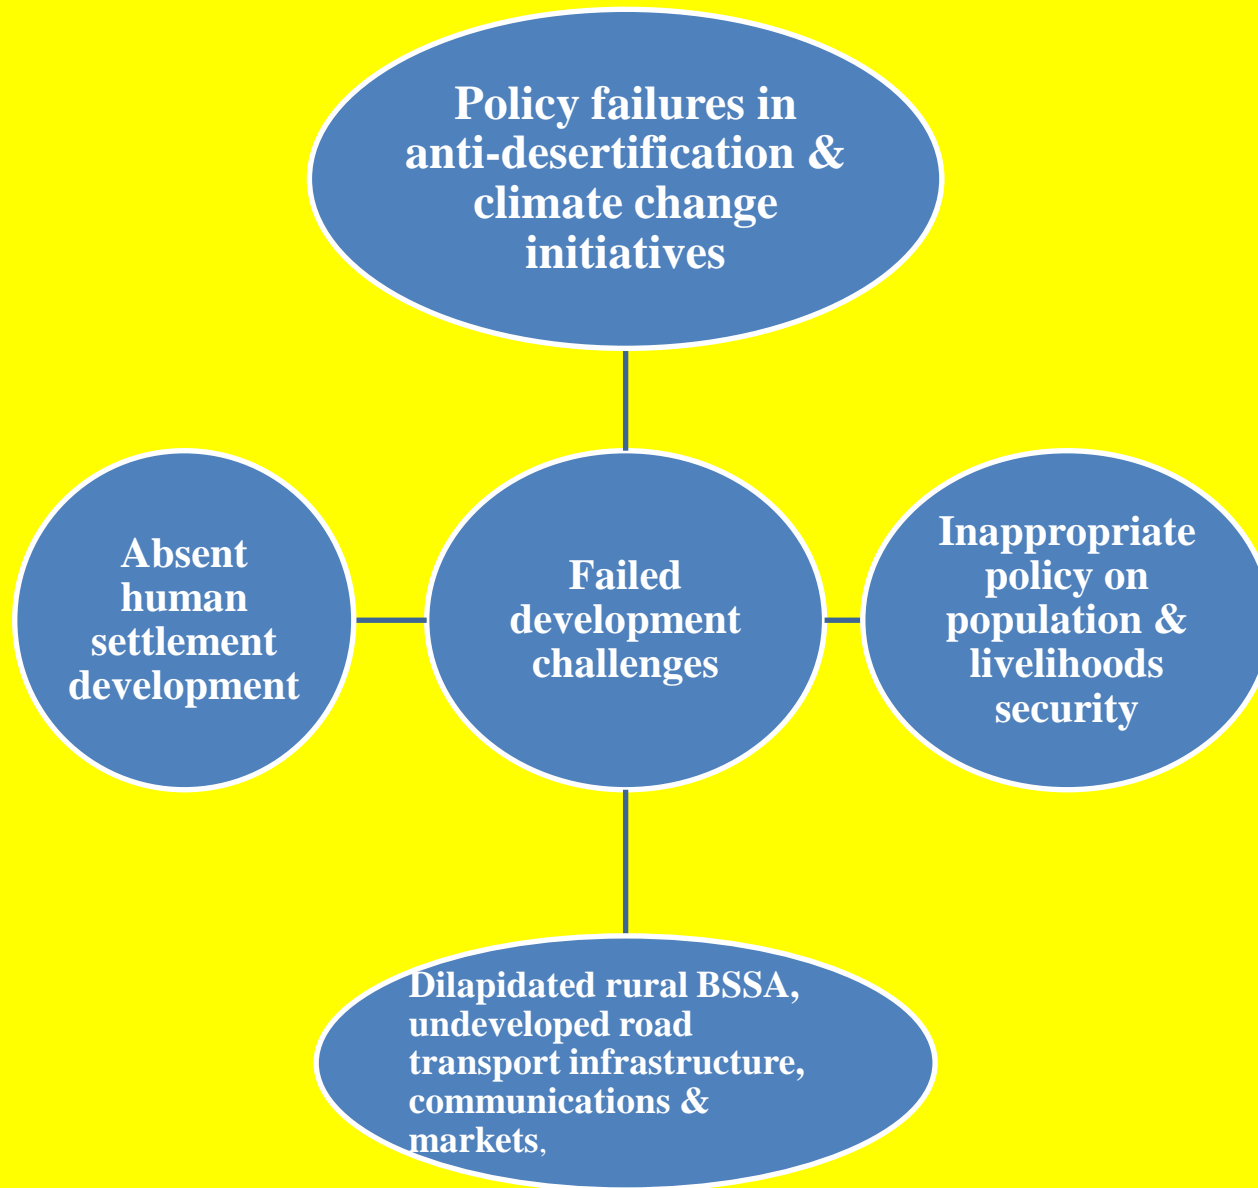 Policy failures in
anti-desertification &
climate change
initiatives
Absent
human
settlement
development
Failed
development
challenges
Inappropriate
policy on
population &
livelihoods
security
Dilapidated rural BSSA,
undeveloped road
transport infrastructure,
communications &
markets,